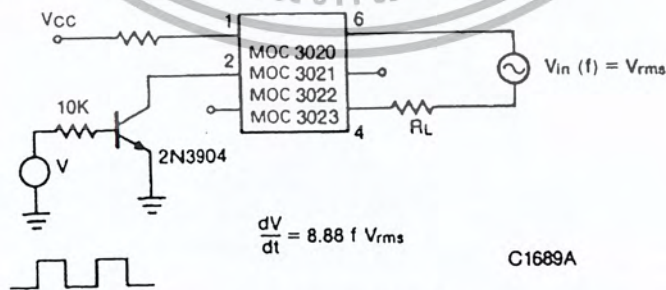 Vcc
1
6
MOC 3020
2
MOC 3021
Vin (f) = Vrms
MOC 3022
10K
MOC 3023
4
RL
V
2N3904
dV
dt
= 8.88 f Vrms
C1689A